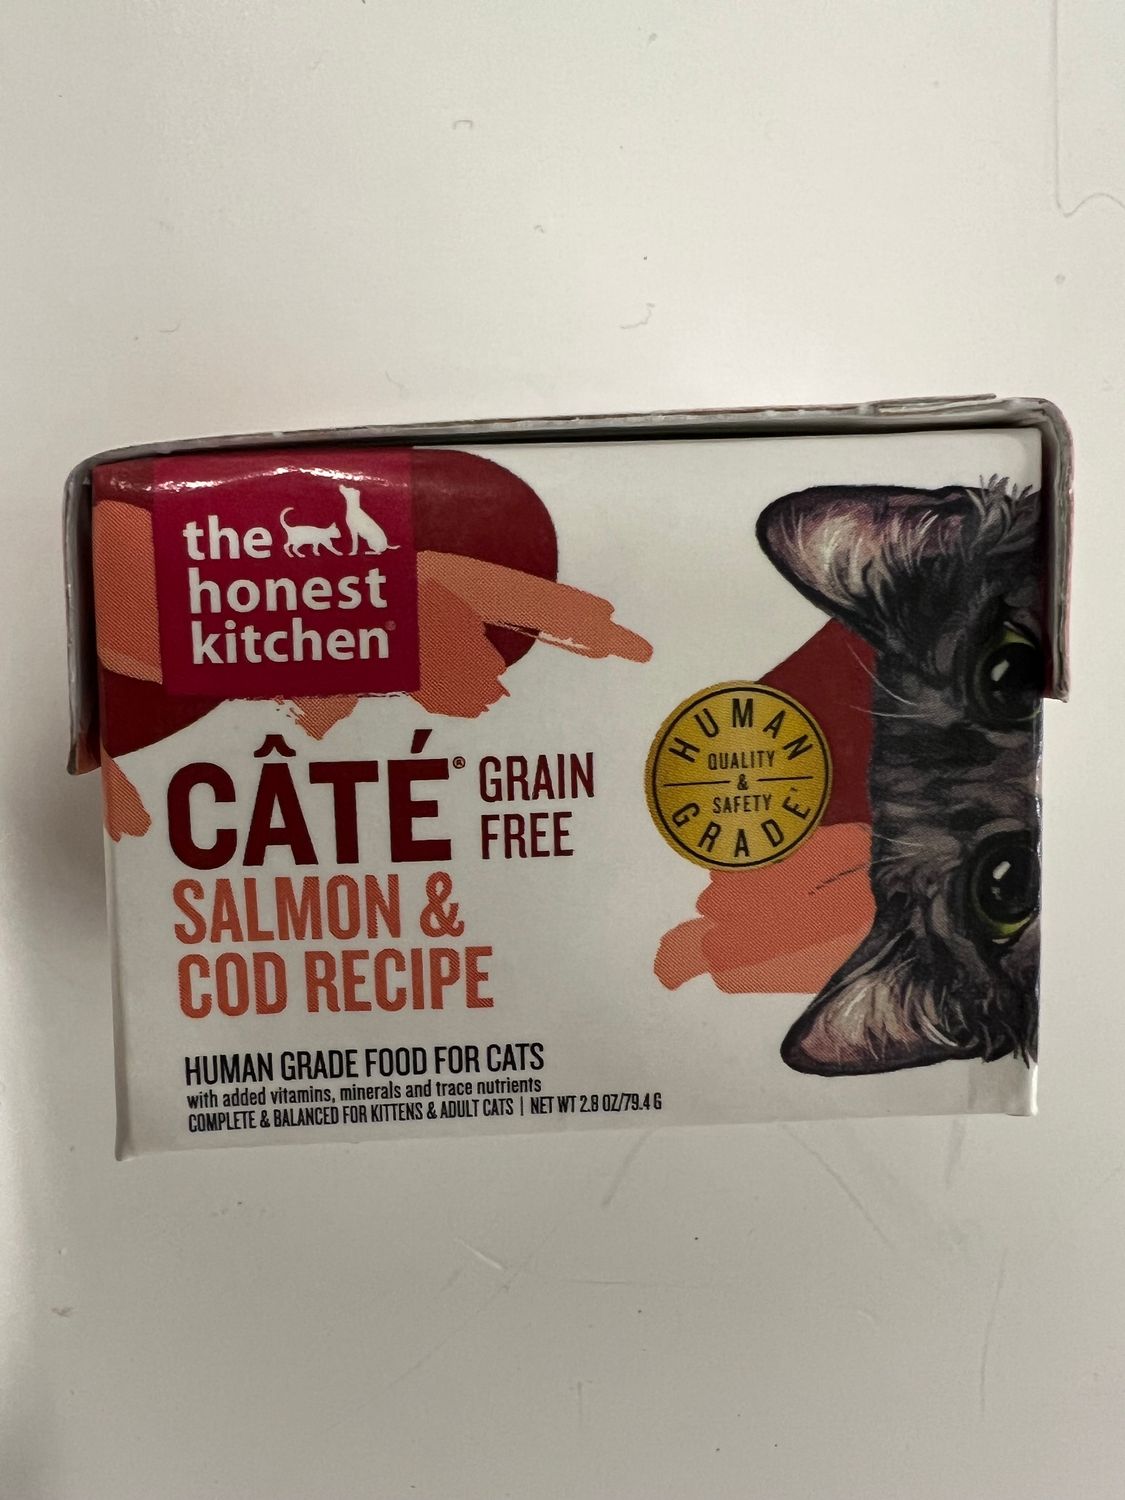 the
honest
kitchen®
CÂTÉ® GRAIN
FREE
SALMON &
COD RECIPE
HUMAN
QUALITY
&
SAFETY
GRADE™
HUMAN GRADE FOOD FOR CATS
with added vitamins, minerals and trace nutrients
COMPLETE & BALANCED FOR KITTENS & ADULT CATS | NET WT 2.8 OZ/79.4 G